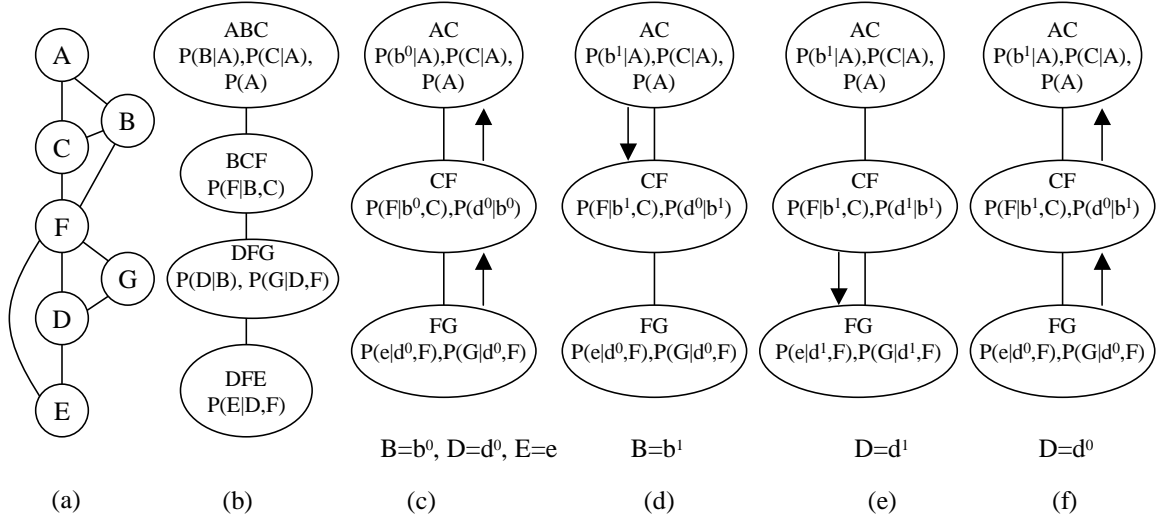 A
B
C
F
G
D
E
(a)
ABC
P(B|A),P(C|A),
P(A)
BCF
P(F|B,C)
DFG
P(D|B), P(G|D,F)
DFE
P(E|D,F)
(b)
AC
P(b⁰|A),P(C|A),
P(A)
CF
P(F|b⁰,C),P(d⁰|b⁰)
FG
P(e|d⁰,F),P(G|d⁰,F)
B=b⁰, D=d⁰, E=e
(c)
AC
P(b¹|A),P(C|A),
P(A)
CF
P(F|b¹,C),P(d⁰|b¹)
FG
P(e|d⁰,F),P(G|d⁰,F)
B=b¹
(d)
AC
P(b¹|A),P(C|A),
P(A)
CF
P(F|b¹,C),P(d¹|b¹)
FG
P(e|d¹,F),P(G|d¹,F)
D=d¹
(e)
AC
P(b¹|A),P(C|A),
P(A)
CF
P(F|b¹,C),P(d⁰|b¹)
FG
P(e|d⁰,F),P(G|d⁰,F)
D=d⁰
(f)